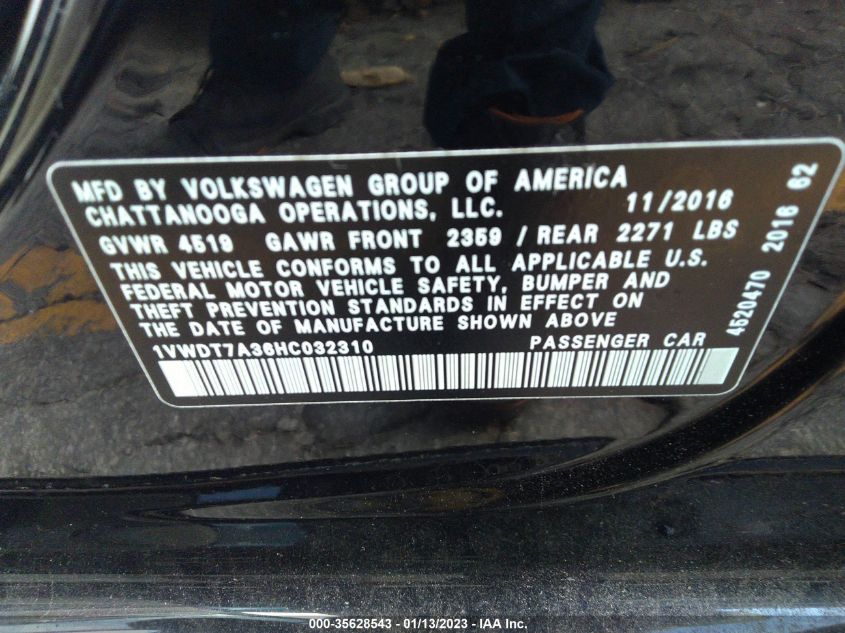 MFD BY VOLKSWAGEN GROUP OF AMERICA
CHATTANOOGA OPERATIONS, LLC. 11/2016
GVWR 4519 GAWR FRONT 2359 / REAR 2271 LBS
THIS VEHICLE CONFORMS TO ALL APPLICABLE U.S.
FEDERAL MOTOR VEHICLE SAFETY, BUMPER AND
THEFT PREVENTION STANDARDS IN EFFECT ON
THE DATE OF MANUFACTURE SHOWN ABOVE
1VWDT7A36HC032310 PASSENGER CAR
4520470 2016 62
000-35628543 - 01/13/2023 - © IAA Inc.